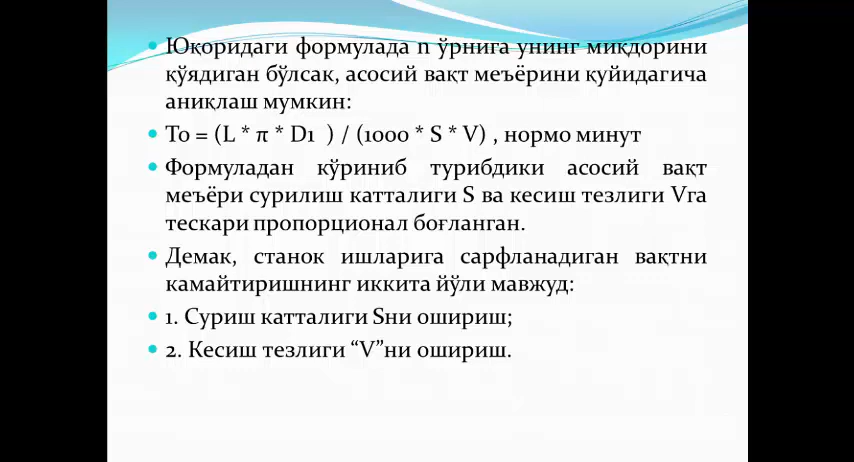 • Юқоридаги формулада n ўрнига унинг миқдорини
қўядиган бўлсак, асосий вақт меъёрини қуйидагича
аниқлаш мумкин:
• То = (L * π * D1 ) / (1000 * S * V) , нормо минут
• Формуладан кўриниб турибдики асосий вақт
меъёри сурилиш катталиги S ва кесиш тезлиги Vга
тескари пропорционал боғланган.
• Демак, станок ишларига сарфланадиган вақтни
камайтиришнинг иккита йўли мавжуд:
• 1. Суриш катталиги Sни ошириш;
• 2. Кесиш тезлиги “V”ни ошириш.